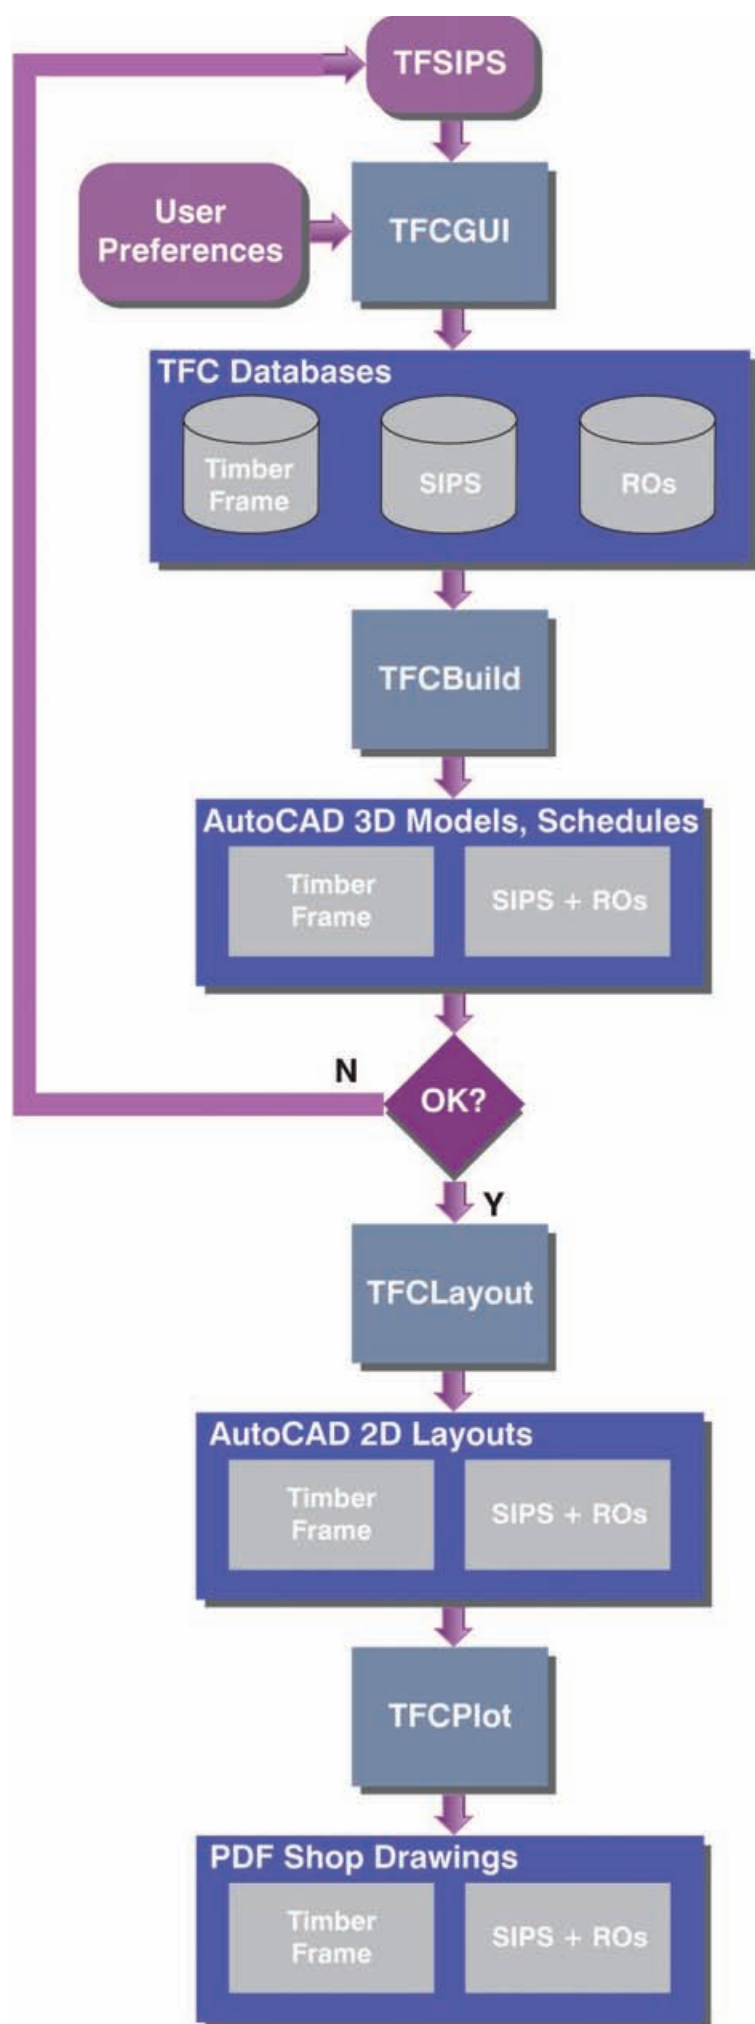 TFSIPS
User
Preferences
TFCGUI
TFC Databases
Timber
Frame
SIPS
ROs
TFCBuild
AutoCAD 3D Models, Schedules
Timber
Frame
SIPS + ROs
N
OK?
Y
TFCLayout
AutoCAD 2D Layouts
Timber
Frame
SIPS + ROs
TFCPlot
PDF Shop Drawings
Timber
Frame
SIPS + ROs